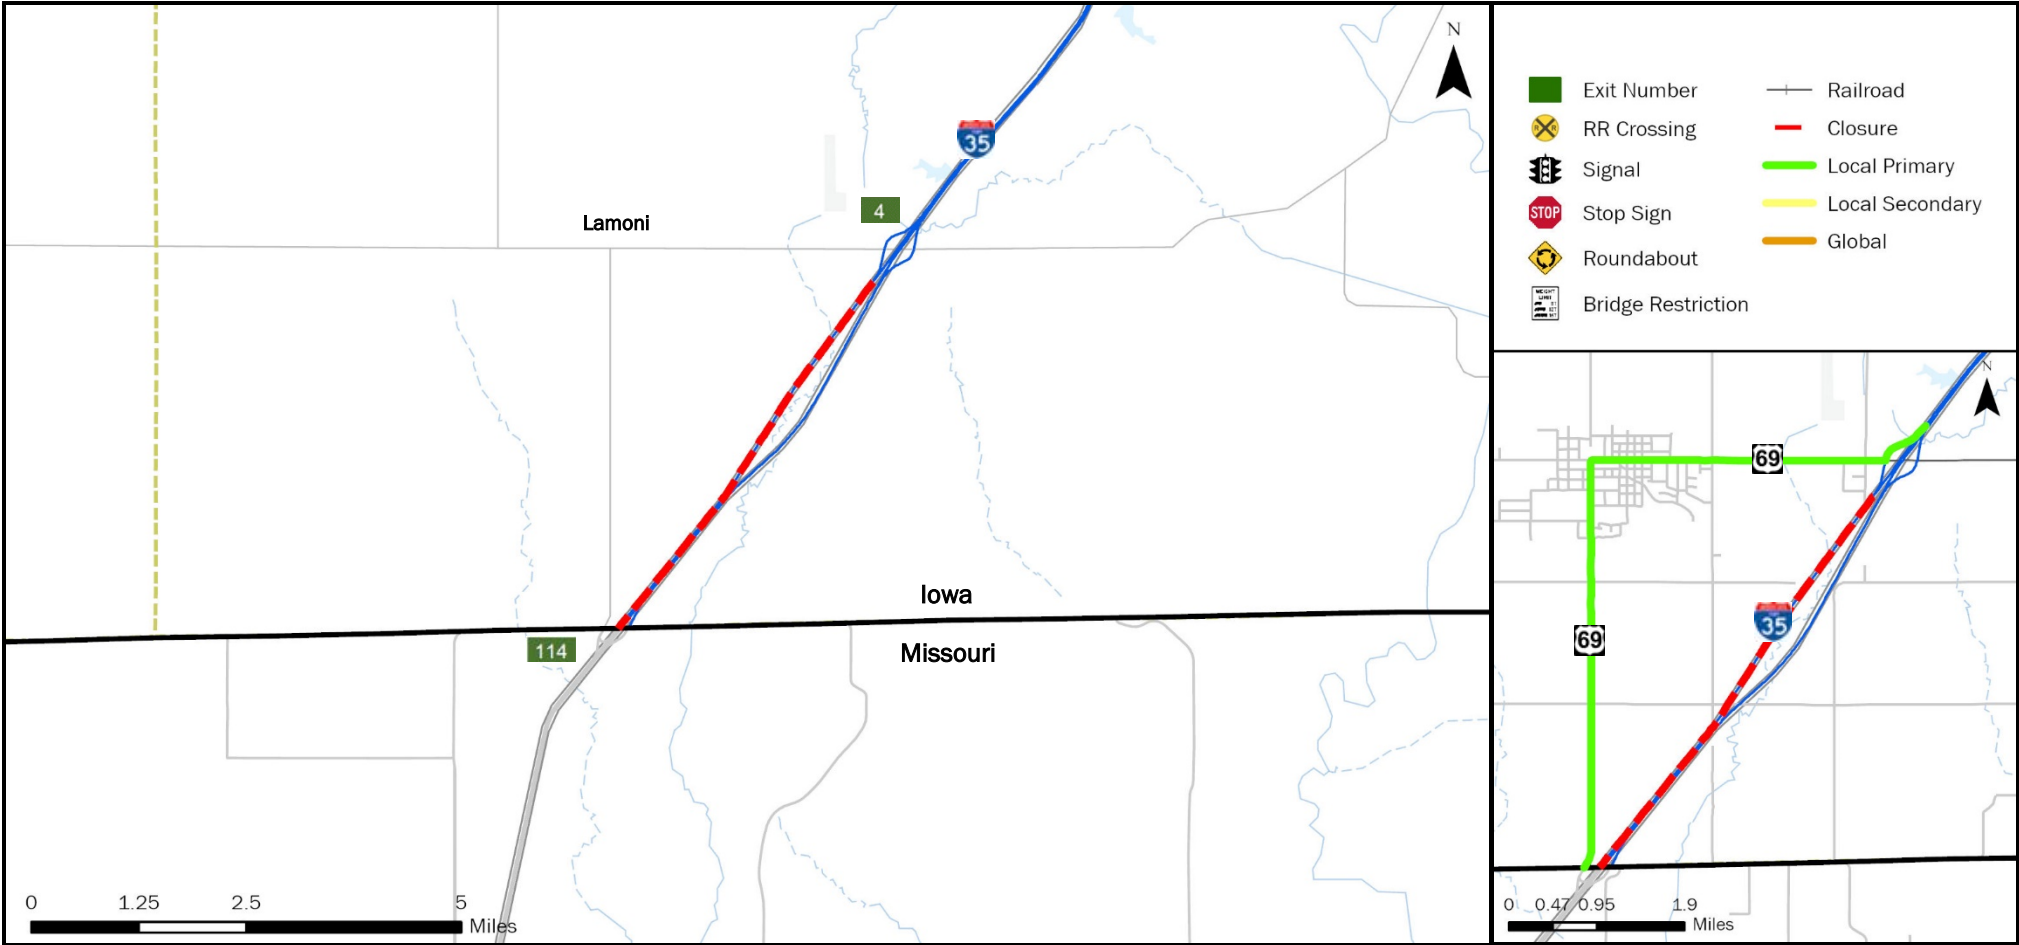 N
35
4
Lamoni
Iowa
114
Missouri
0 1.25 2.5 5
Miles
Exit Number
RR Crossing
Signal
STOP
Stop Sign
Roundabout
WEIGHT
LIMIT
Bridge Restriction
Railroad
Closure
Local Primary
Local Secondary
Global
N
69
35
69
0 0.47 0.95 1.9
Miles